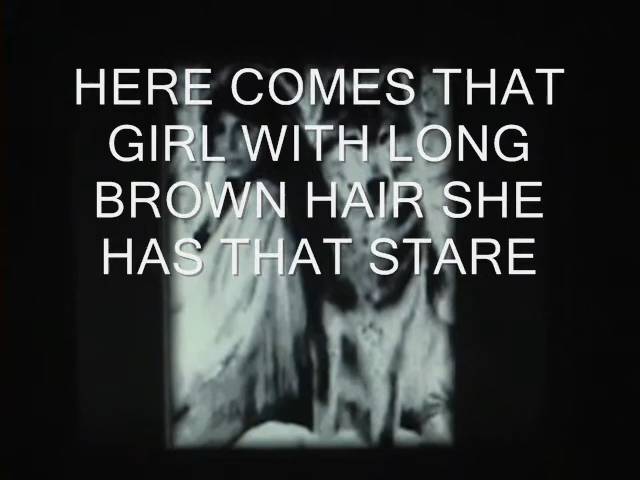 HERE COMES THAT
GIRL WITH LONG
BROWN HAIR SHE
HAS THAT STARE